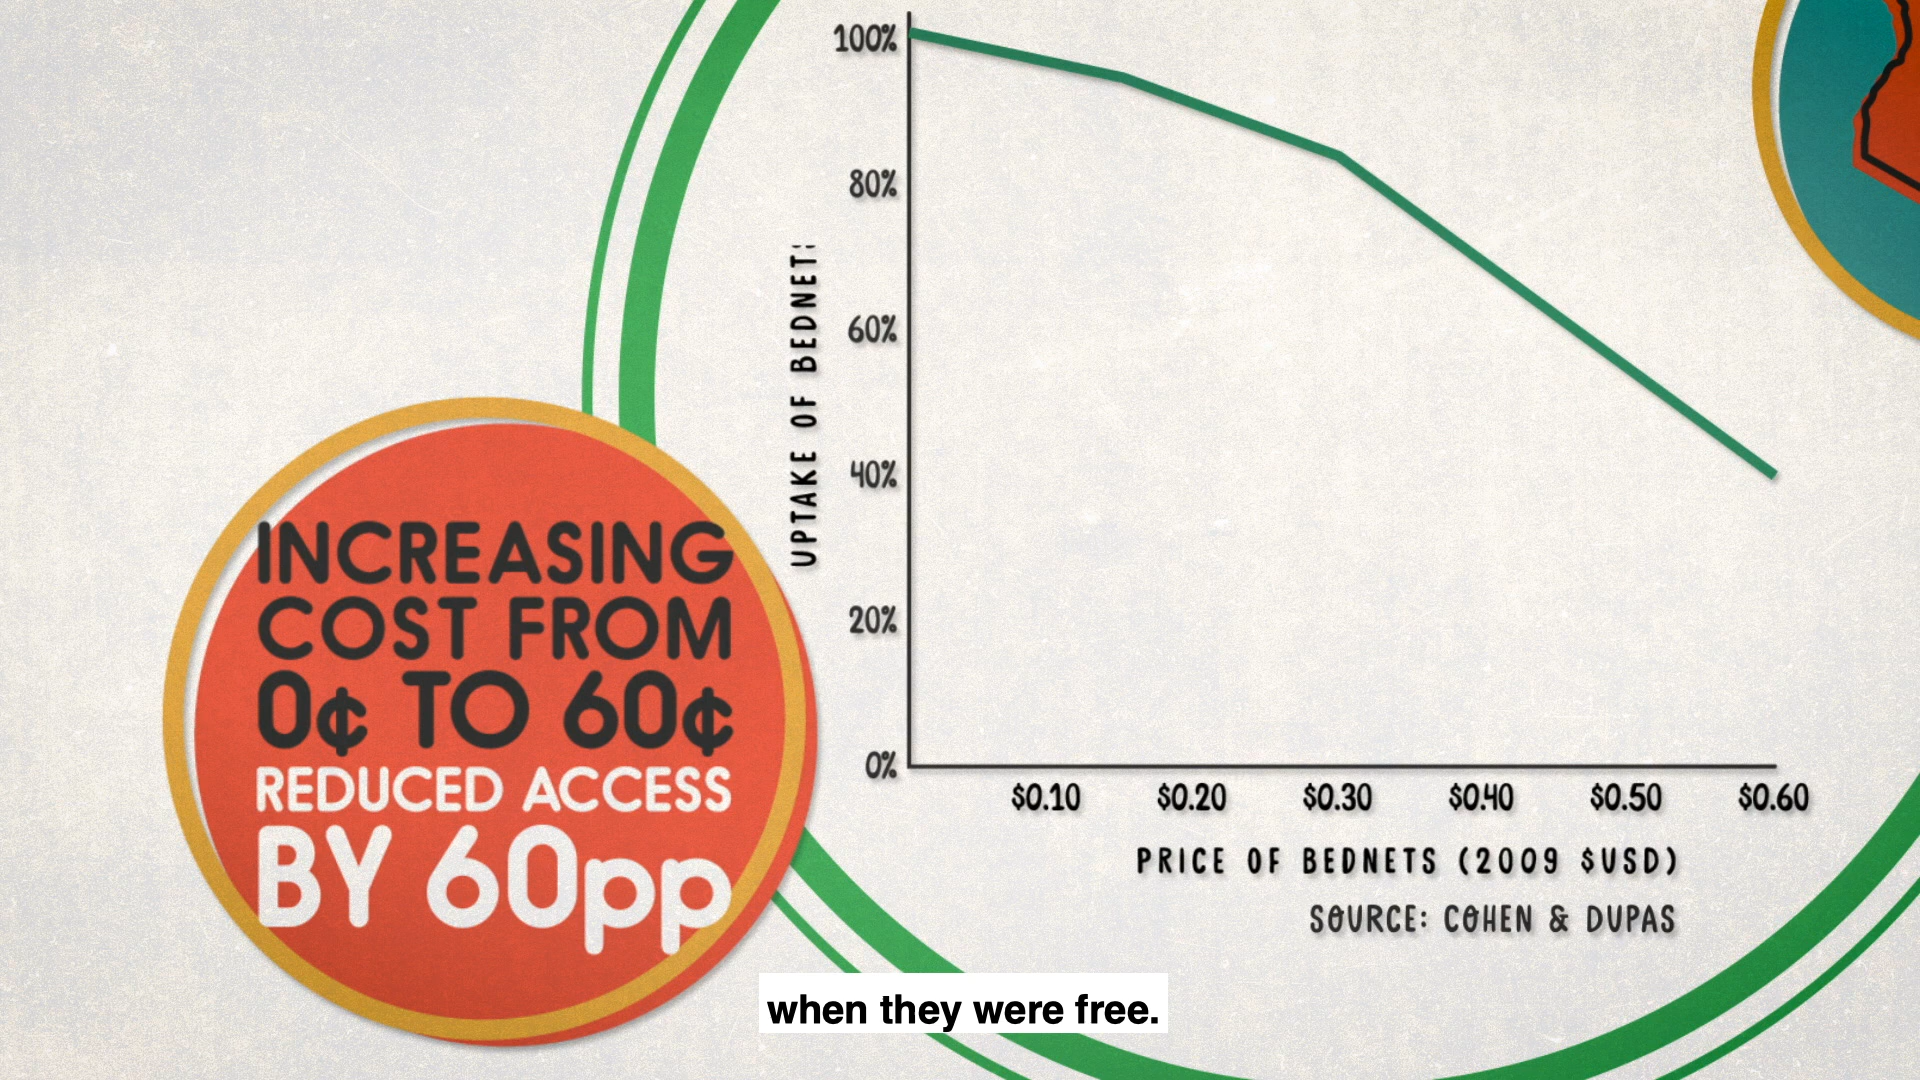 100%
80%
60%
40%
20%
0%
UPTAKE OF BEDNET
$0.10 $0.20 $0.30 $0.40 $0.50 $0.60
PRICE OF BEDNETS (2009 $USD)
SOURCE: COHEN & DUPAS
INCREASING
COST FROM
0¢ TO 60¢
REDUCED ACCESS
BY 60pp
when they were free.